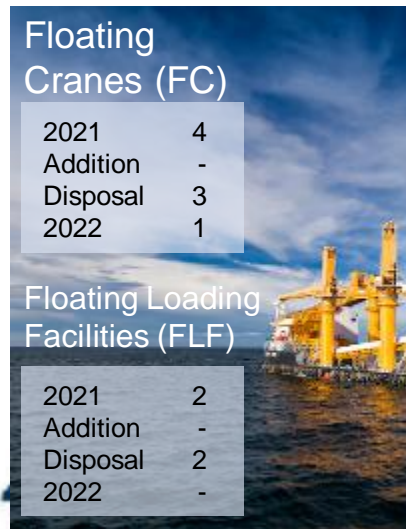 Floating
Cranes (FC)
2021 4
Addition -
Disposal 3
2022 1
Floating Loading
Facilities (FLF)
2021 2
Addition -
Disposal 2
2022 -